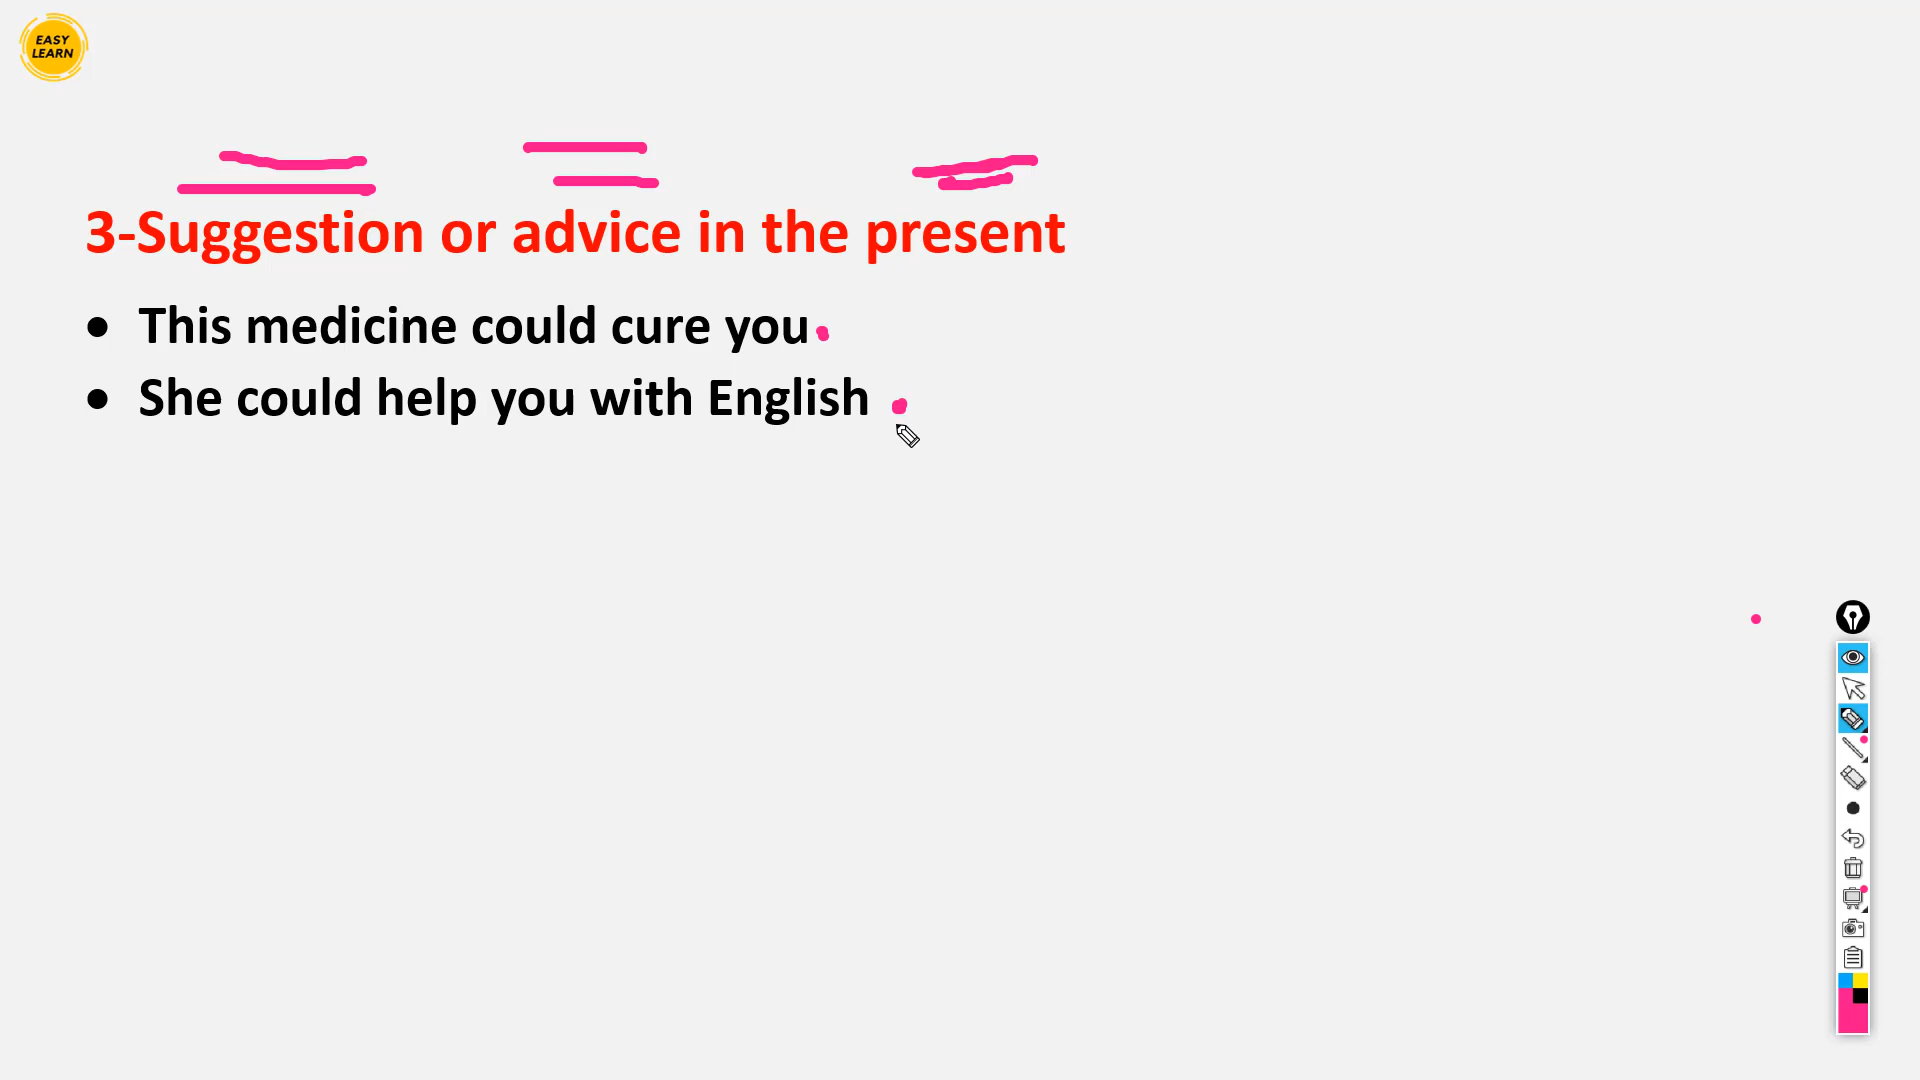 EASY
LEARN
3-Suggestion or advice in the present
● This medicine could cure you.
● She could help you with English .